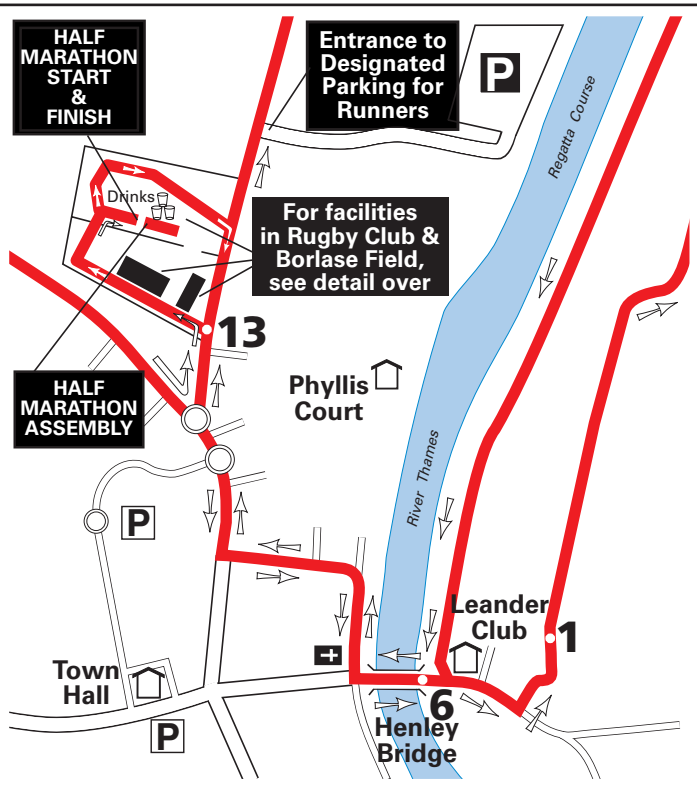 HALF
MARATHON
START
&
FINISH
Entrance to
Designated
Parking for
Runners
P
Regatta Course
Drinks
For facilities
in Rugby Club &
Borlase Field,
see detail over
13
HALF
MARATHON
ASSEMBLY
Phyllis
Court
River Thames
P
Leander
Club
1
Town
Hall
6
Henley
Bridge
P